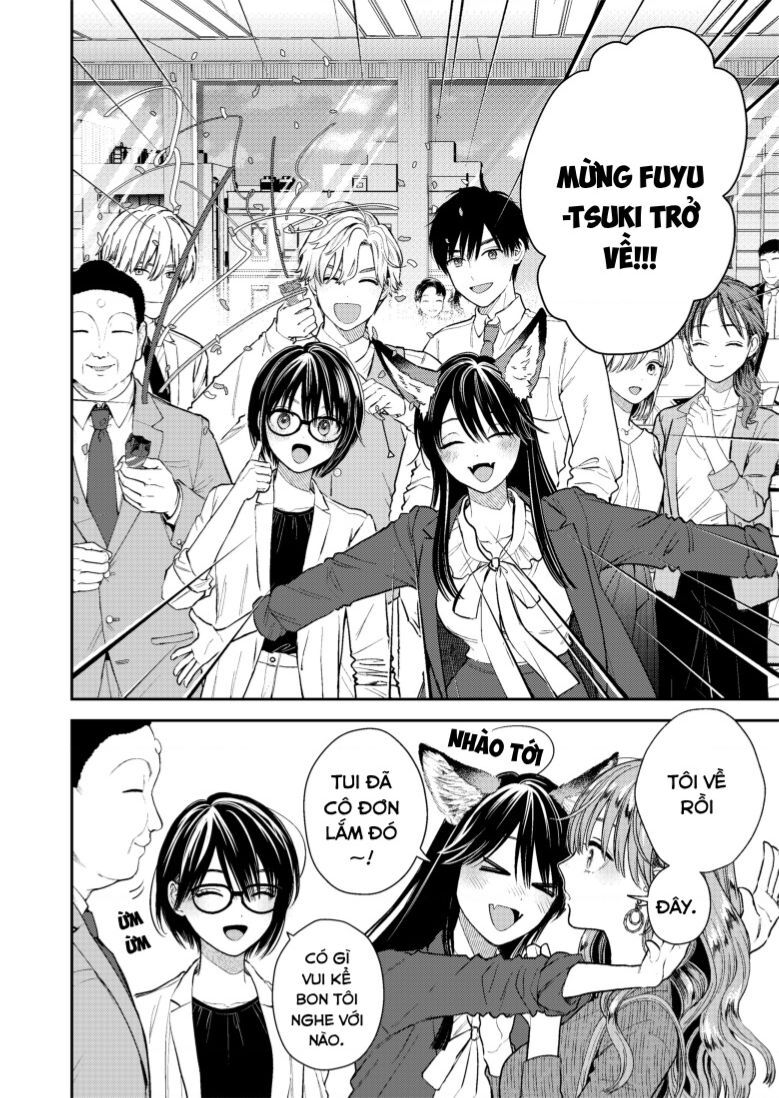 MỪNG FUYU
-TSUKI TRỞ
VỀ!!!
TÔI VỀ
RỒI
ĐÂY.
NHÀO TỚI
TUI ĐÃ
CÔ ĐƠN
LẮM ĐÓ
~!
CÓ GÌ
VUI KỂ
BON TÔI
NGHE VỚI
NÀO.
ỪM
ỪM